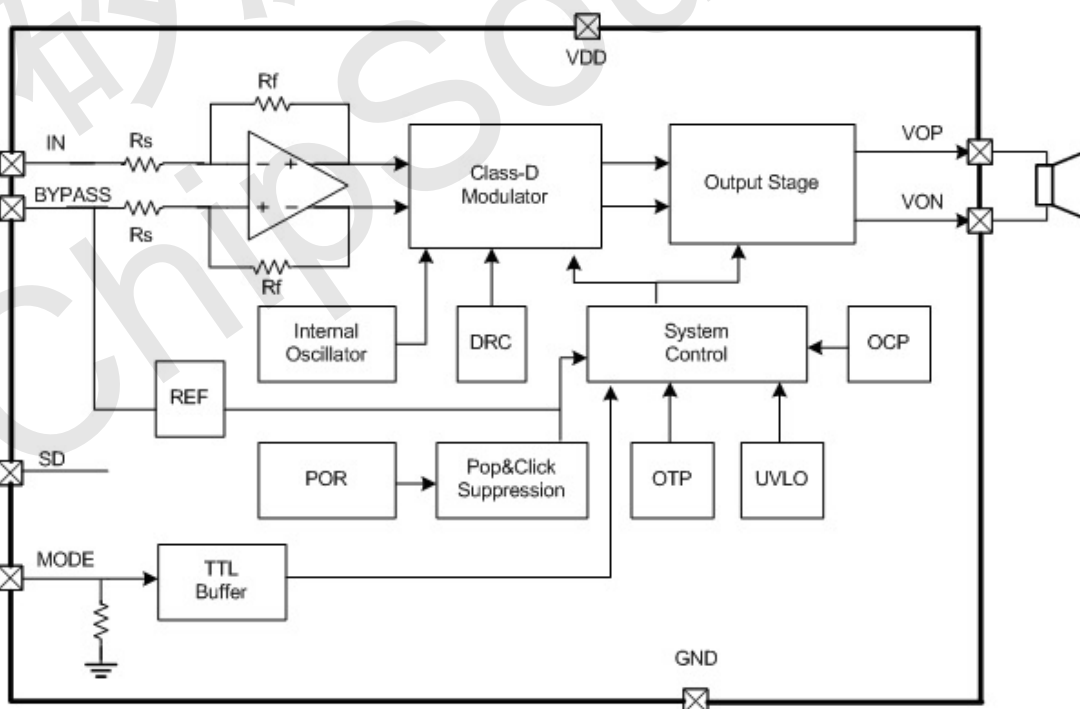 VDD
Rf
IN
Rs
BYPASS
Rs
Rf
Class-D
Modulator
Output Stage
VOP
VON
Internal
Oscillator
DRC
System
Control
OCP
REF
SD
POR
Pop&Click
Suppression
OTP
UVLO
MODE
TTL
Buffer
GND
ChipSou